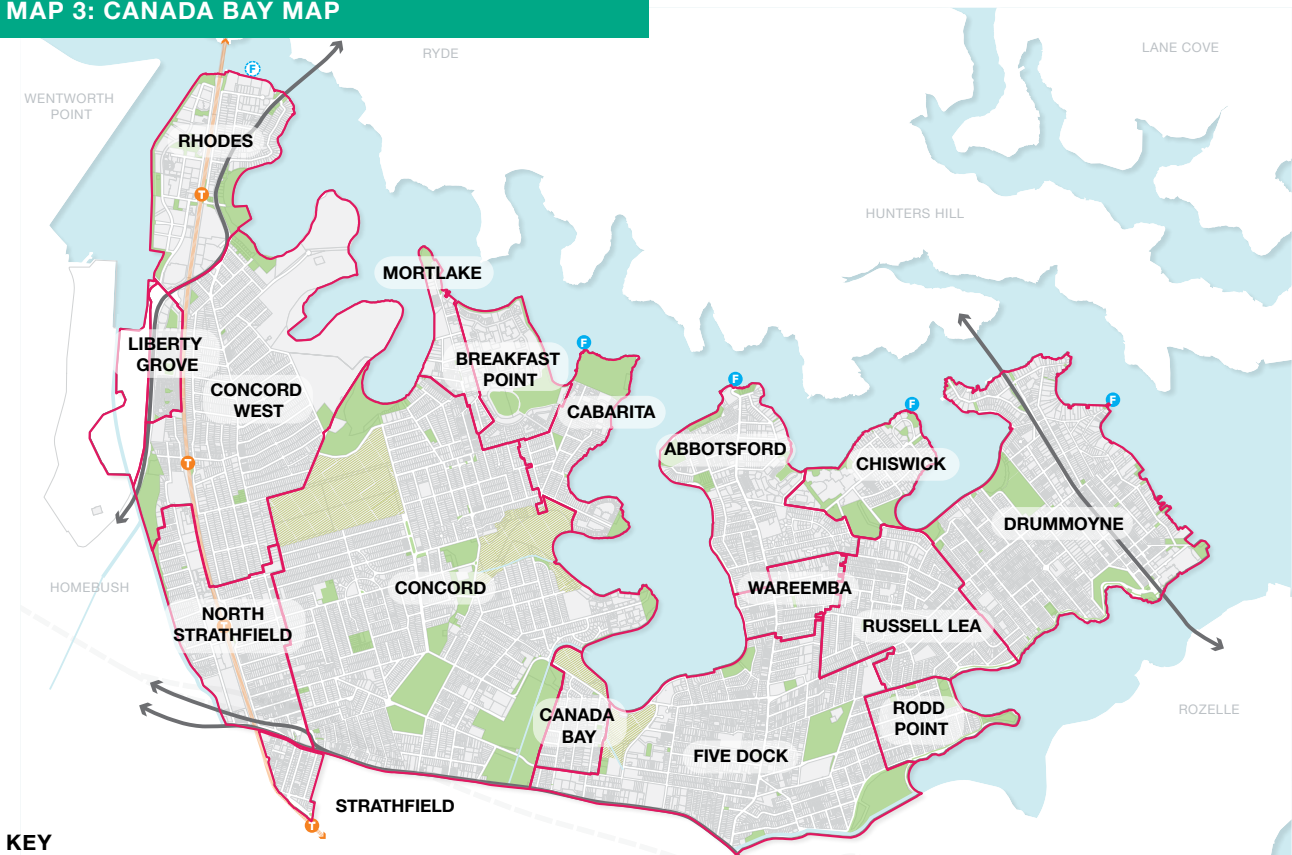 MAP 3: CANADA BAY MAP
RYDE
LANE COVE
F
WENTWORTH
POINT
RHODES
T
HUNTERS HILL
MORTLAKE
LIBERTY
GROVE
F
BREAKFAST
POINT
CONCORD
WEST
F
F
F
CABARITA
ABBOTSFORD
CHISWICK
T
DRUMMOYNE
HOMEBUSH
CONCORD
WAREEMBA
NORTH
STRATHFIELD
T
RUSSELL LEA
CANADA
BAY
RODD
POINT
ROZELLE
FIVE DOCK
STRATHFIELD
T
KEY